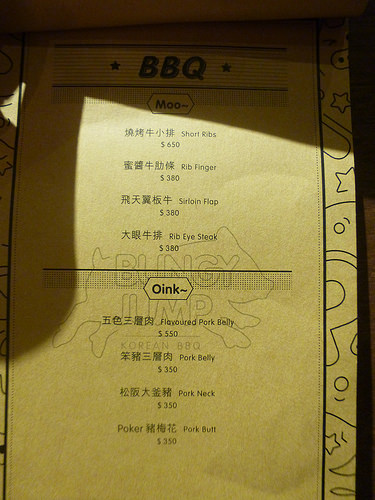 BBQ
Moo~
燒烤牛小排 Short Ribs
$ 650
蜜醬牛肋條 Rib Finger
$ 380
飛天翼板牛 Sirloin Flap
$ 380
大眼牛排 Rib Eye Steak
$ 380
BUNGY
JUMP
KOREAN BBQ
Oink~
五色三層肉 Flavoured Pork Belly
$ 550
笨豬三層肉 Pork Belly
$ 350
松阪大釜豬 Pork Neck
$ 350
Poker 豬梅花 Pork Butt
$ 350